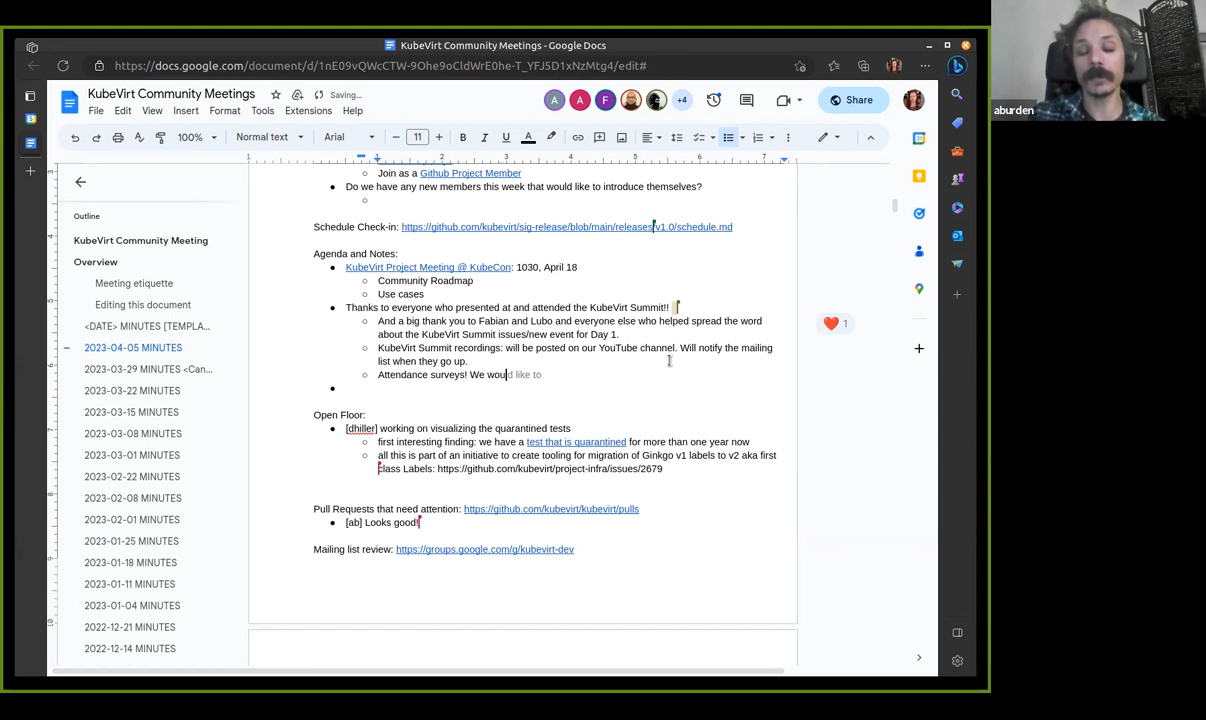 KubeVirt Community Meetings - Google Docs
https://docs.google.com/document/d/1nE09vQWcCTW-9Ohe9oCldWrE0he-T_YFJ5D1xNzMtg4/edit#
KubeVirt Community Meetings
Saving...
File Edit View Insert Format Tools Extensions Help
A A F +4
Share
aburden
100% Normal text Arial 11
1 1 2 3 4 5 6 7
Join as a Github Project Member
Do we have any new members this week that would like to introduce themselves?
Schedule Check-in: https://github.com/kubevirt/sig-release/blob/main/releases/v1.0/schedule.md
Agenda and Notes:
KubeVirt Project Meeting @ KubeCon: 1030, April 18
Community Roadmap
Use cases
Thanks to everyone who presented at and attended the KubeVirt Summit!!
And a big thank you to Fabian and Lubo and everyone else who helped spread the word
about the KubeVirt Summit issues/new event for Day 1.
KubeVirt Summit recordings: will be posted on our YouTube channel. Will notify the mailing
list when they go up.
Attendance surveys! We would like to
❤️ 1
Open Floor:
[dhiller] working on visualizing the quarantined tests
first interesting finding: we have a test that is quarantined for more than one year now
all this is part of an initiative to create tooling for migration of Ginkgo v1 labels to v2 aka first
class Labels: https://github.com/kubevirt/project-infra/issues/2679
Pull Requests that need attention: https://github.com/kubevirt/kubevirt/pulls
[ab] Looks good!
Mailing list review: https://groups.google.com/g/kubevirt-dev
Outline
KubeVirt Community Meeting
Overview
Meeting etiquette
Editing this document
<DATE> MINUTES [TEMPLA...
2023-04-05 MINUTES
2023-03-29 MINUTES <Can...
2023-03-22 MINUTES
2023-03-15 MINUTES
2023-03-08 MINUTES
2023-03-01 MINUTES
2023-02-22 MINUTES
2023-02-08 MINUTES
2023-02-01 MINUTES
2023-01-25 MINUTES
2023-01-18 MINUTES
2023-01-11 MINUTES
2023-01-04 MINUTES
2022-12-21 MINUTES
2022-12-14 MINUTES